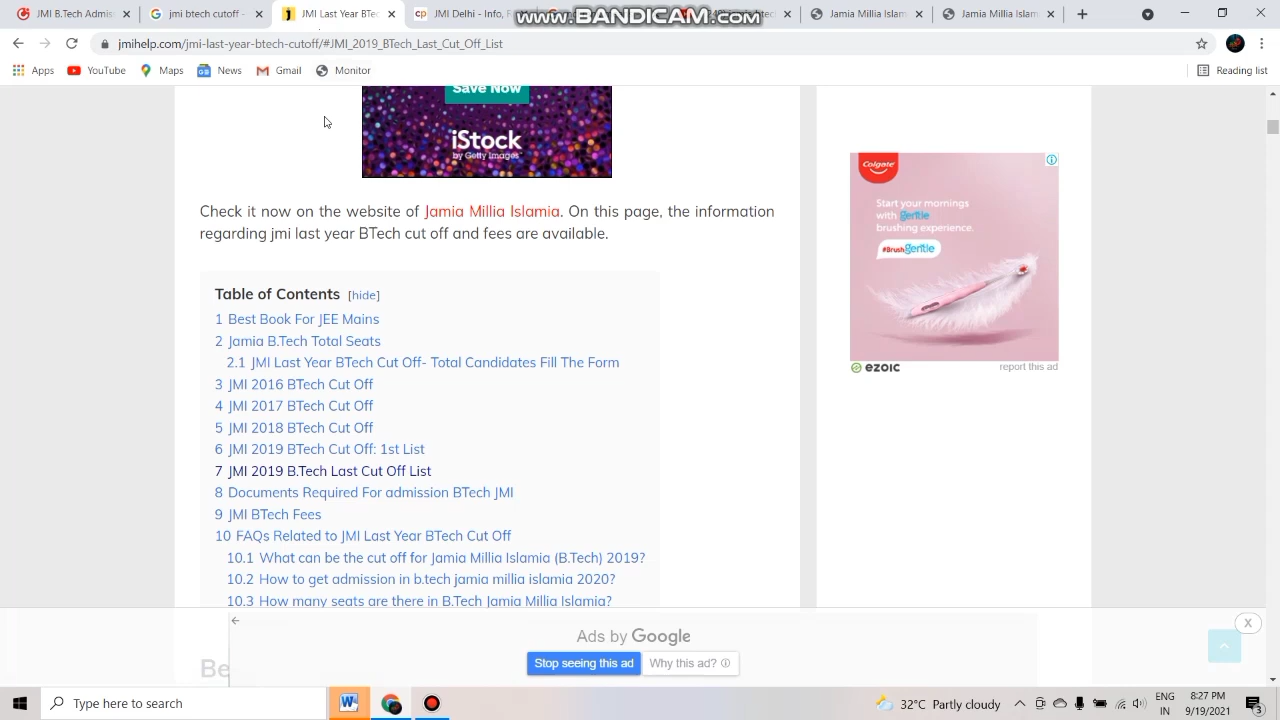 JMI B.Tech
jmi btech cuto
JMI
DU
JMI Delhi - Info, F
www.BANDICAM.com
Jamia Millia Islam
Jamia Millia islam
jmihelp.com/jmi-last-year-btech-cutoff/#JMI_2019_BTech_List_Cut_Off_List
Apps YouTube Maps News Gmail Monitor Reading list
Save Now
iStock
by Getty Images™
Check it now on the website of Jamia Millia Islamia. On this page, the information
regarding jmi last year BTech cut off and fees are available.
Table of Contents [hide]
1 Best Book For JEE Mains
2 Jamia B.Tech Total Seats
2.1 JMI Last Year BTech Cut Off- Total Candidates Fill The Form
3 JMI 2016 BTech Cut Off
4 JMI 2017 BTech Cut Off
5 JMI 2018 BTech Cut Off
6 JMI 2019 BTech Cut Off: 1st List
7 JMI 2019 B.Tech Last Cut Off List
8 Documents Required For admission BTech JMI
9 JMI BTech Fees
10 FAQs Related to JMI Last Year BTech Cut Off
10.1 What can be the cut off for Jamia Millia Islamia (B.Tech) 2019?
10.2 How to get admission in b.tech jamia millia islamia 2020?
10.3 How many seats are there in B.Tech Jamia Millia Islamia?
Colgate
Start your mornings
with gentle
brushing experience.
#Brushgentle
ezoic
report this ad
Be
Ads by Google
Stop seeing this ad
Why this ad?
X
Type here to search
32°C Partly cloudy
ENG
IN
8:27 PM
9/19/2021
3